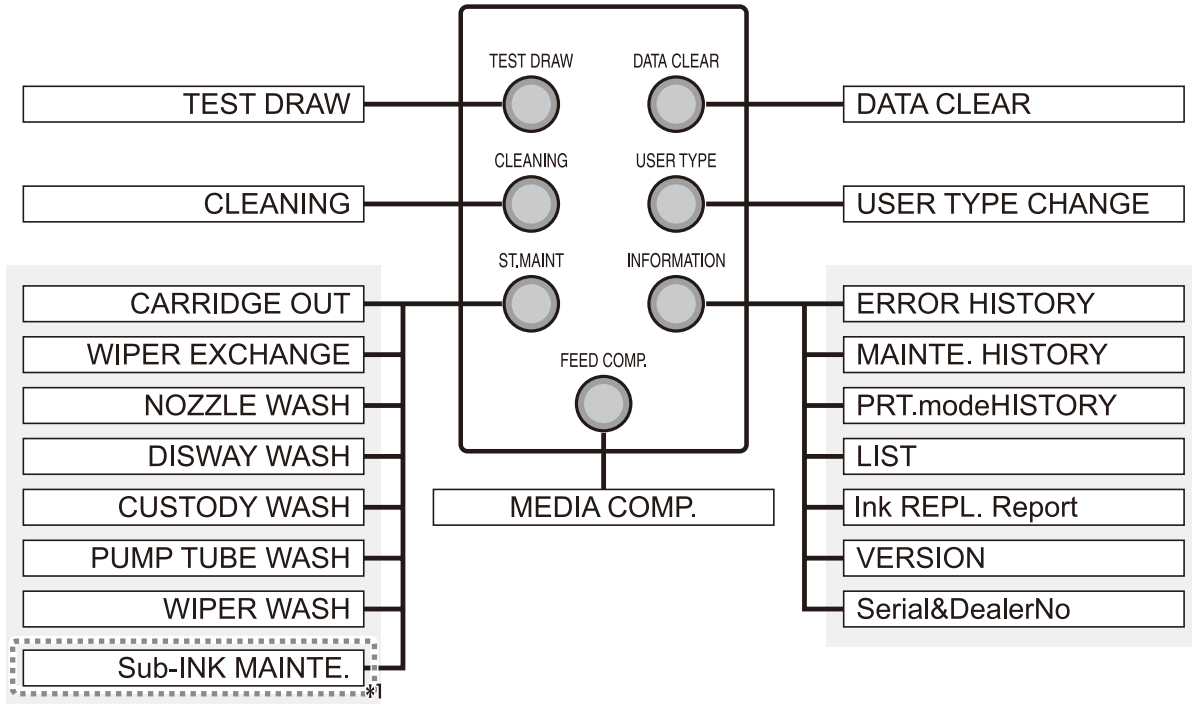 TEST DRAW DATA CLEAR
TEST DRAW DATA CLEAR
CLEANING USER TYPE
CLEANING USER TYPE CHANGE
ST.MAINT INFORMATION
CARRIDGE OUT ERROR HISTORY
WIPER EXCHANGE FEED COMP. MAINTE. HISTORY
NOZZLE WASH PRT.modeHISTORY
DISWAY WASH LIST
CUSTODY WASH MEDIA COMP. Ink REPL. Report
PUMP TUBE WASH VERSION
WIPER WASH Serial&DealerNo
Sub-INK MAINTE.
*1